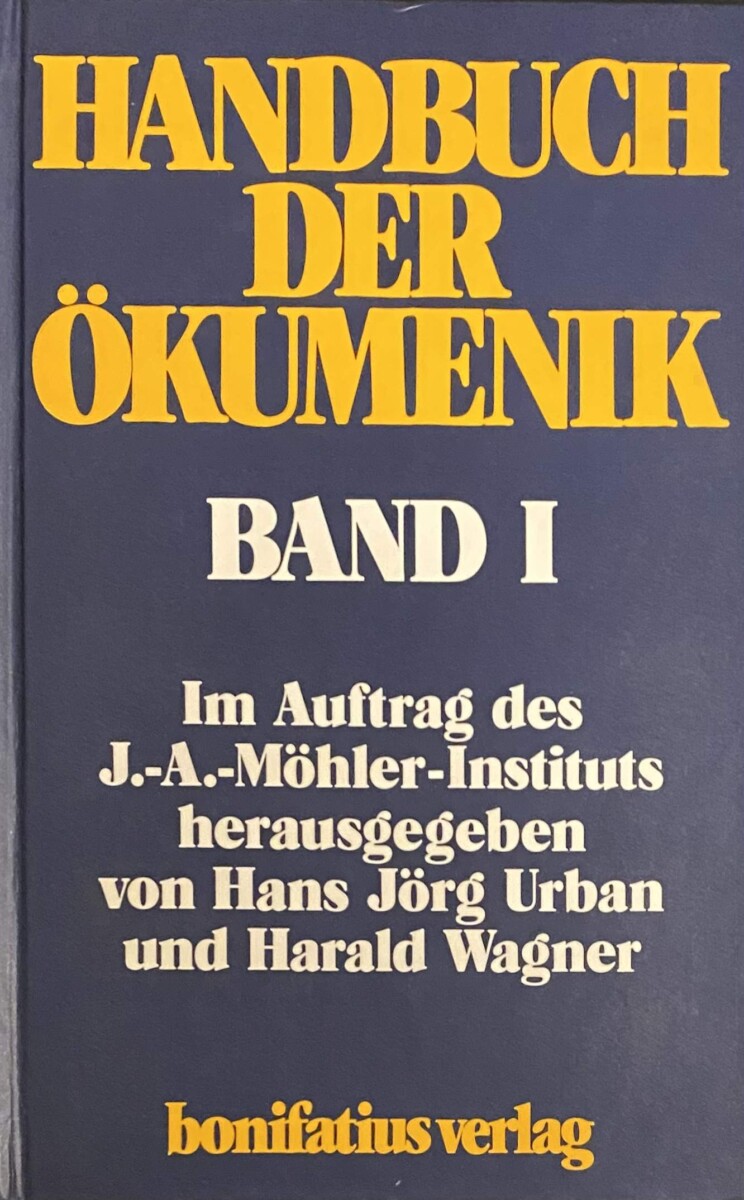 HANDBUCH
DER
ÖKUMENIK
BAND I
Im Auftrag des
J.-A.-Möhler-Instituts
herausgegeben
von Hans Jörg Urban
und Harald Wagner
bonifatius verlag